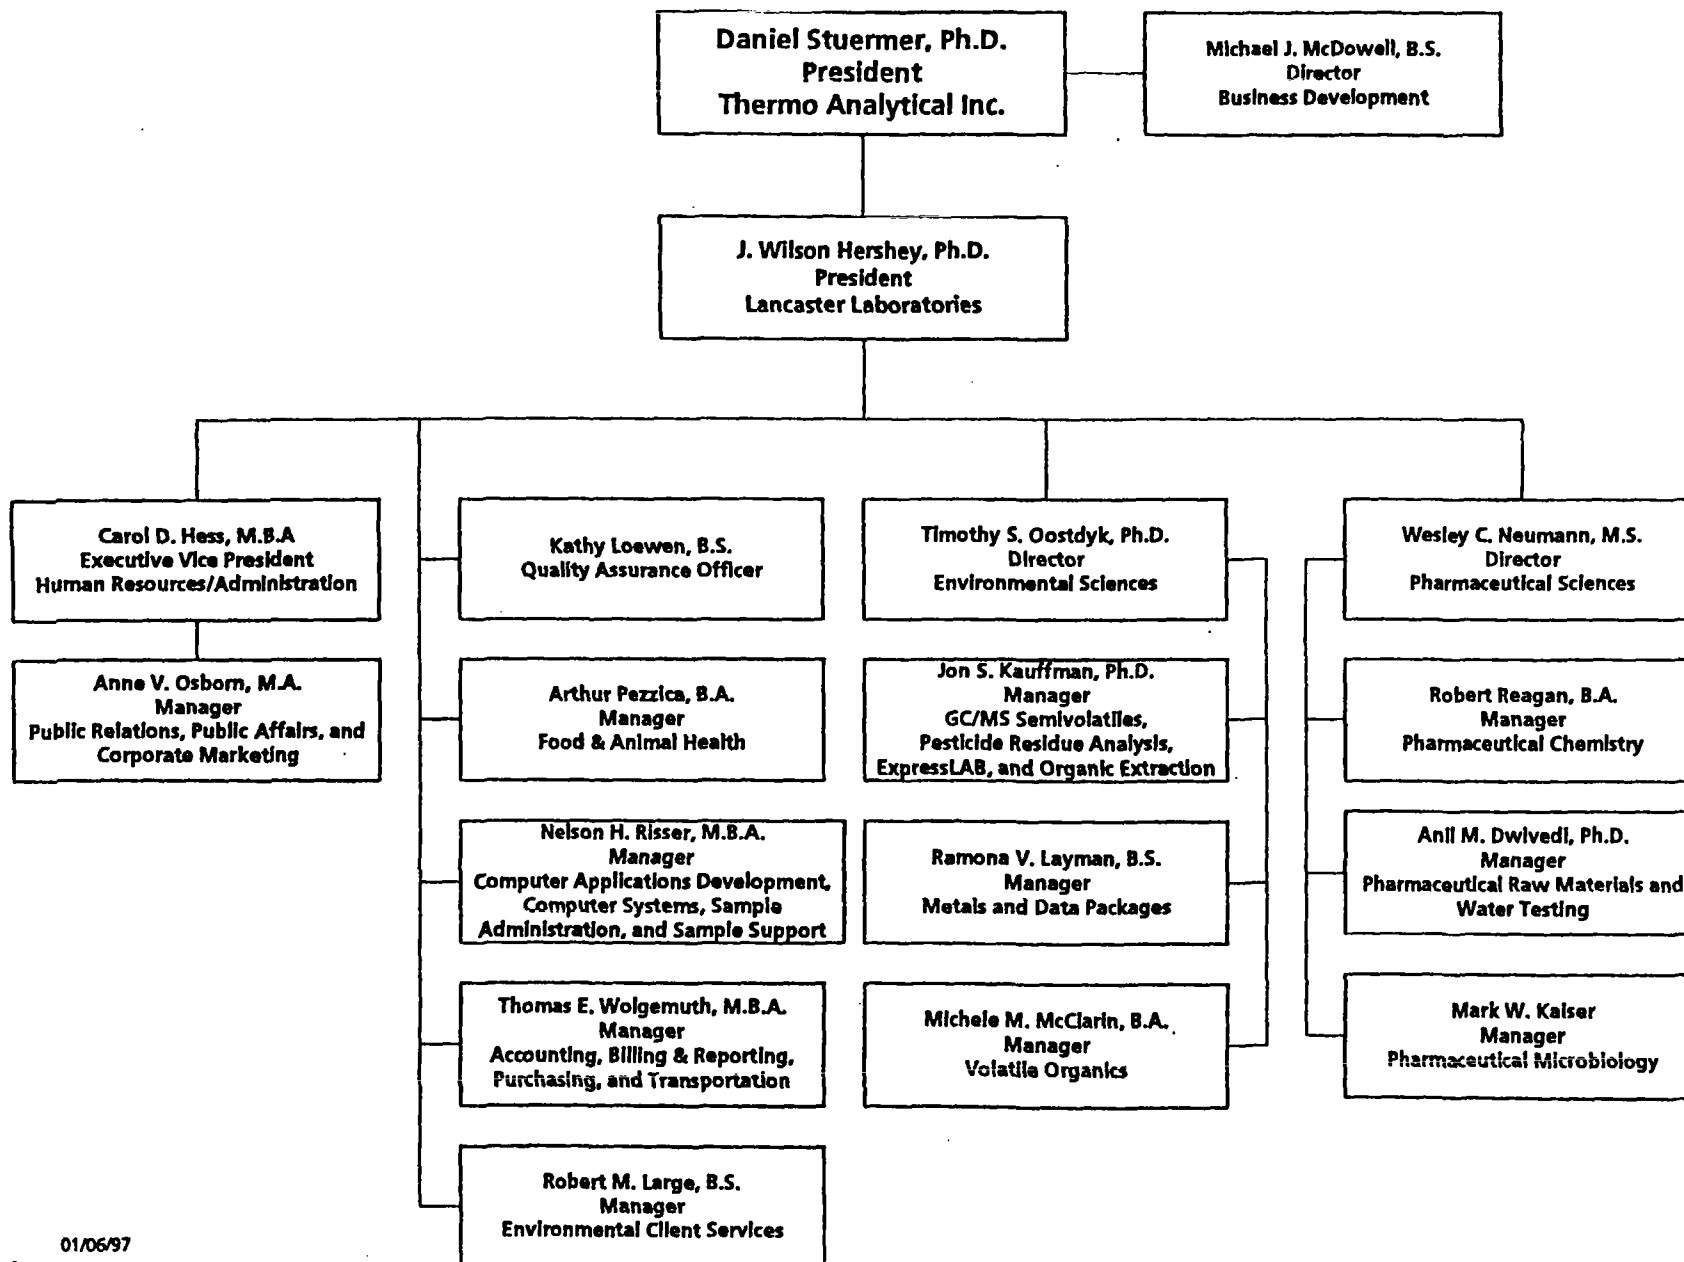 Daniel Stuermer, Ph.D.
President
Thermo Analytical Inc.
Michael J. McDowell, B.S.
Director
Business Development
J. Wilson Hershey, Ph.D.
President
Lancaster Laboratories
Carol D. Hess, M.B.A
Executive Vice President
Human Resources/Administration
Anne V. Osborn, M.A.
Manager
Public Relations, Public Affairs, and
Corporate Marketing
Kathy Loewen, B.S.
Quality Assurance Officer
Arthur Pezzica, B.A.
Manager
Food & Animal Health
Nelson H. Risser, M.B.A.
Manager
Computer Applications Development,
Computer Systems, Sample
Administration, and Sample Support
Thomas E. Wolgemuth, M.B.A.
Manager
Accounting, Billing & Reporting,
Purchasing, and Transportation
Robert M. Large, B.S.
Manager
Environmental Client Services
Timothy S. Oostdyk, Ph.D.
Director
Environmental Sciences
Jon S. Kauffman, Ph.D.
Manager
GC/MS Semivolatiles,
Pesticide Residue Analysis,
ExpressLAB, and Organic Extraction
Ramona V. Layman, B.S.
Manager
Metals and Data Packages
Michele M. McClarin, B.A.
Manager
Volatile Organics
Wesley C. Neumann, M.S.
Director
Pharmaceutical Sciences
Robert Reagan, B.A.
Manager
Pharmaceutical Chemistry
Anil M. Dwivedi, Ph.D.
Manager
Pharmaceutical Raw Materials and
Water Testing
Mark W. Kaiser
Manager
Pharmaceutical Microbiology
01/06/97